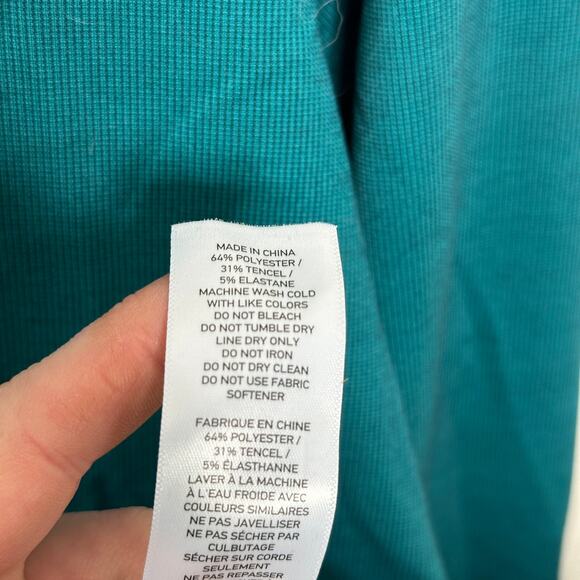 MADE IN CHINA
64% POLYESTER /
31% TENCEL /
5% ELASTANE
MACHINE WASH COLD
WITH LIKE COLORS
DO NOT BLEACH
DO NOT TUMBLE DRY
LINE DRY ONLY
DO NOT IRON
DO NOT DRY CLEAN
DO NOT USE FABRIC
SOFTENER
FABRIQUE EN CHINE
64% POLYESTER /
31% TENCEL /
5% ÉLASTHANNE
LAVER À LA MACHINE
À L'EAU FROIDE AVEC
COULEURS SIMILAIRES
NE PAS JAVELLISER
NE PAS SÉCHER PAR
CULBUTAGE
SÉCHER SUR CORDE
SEULEMENT
NE PAS REPASSER